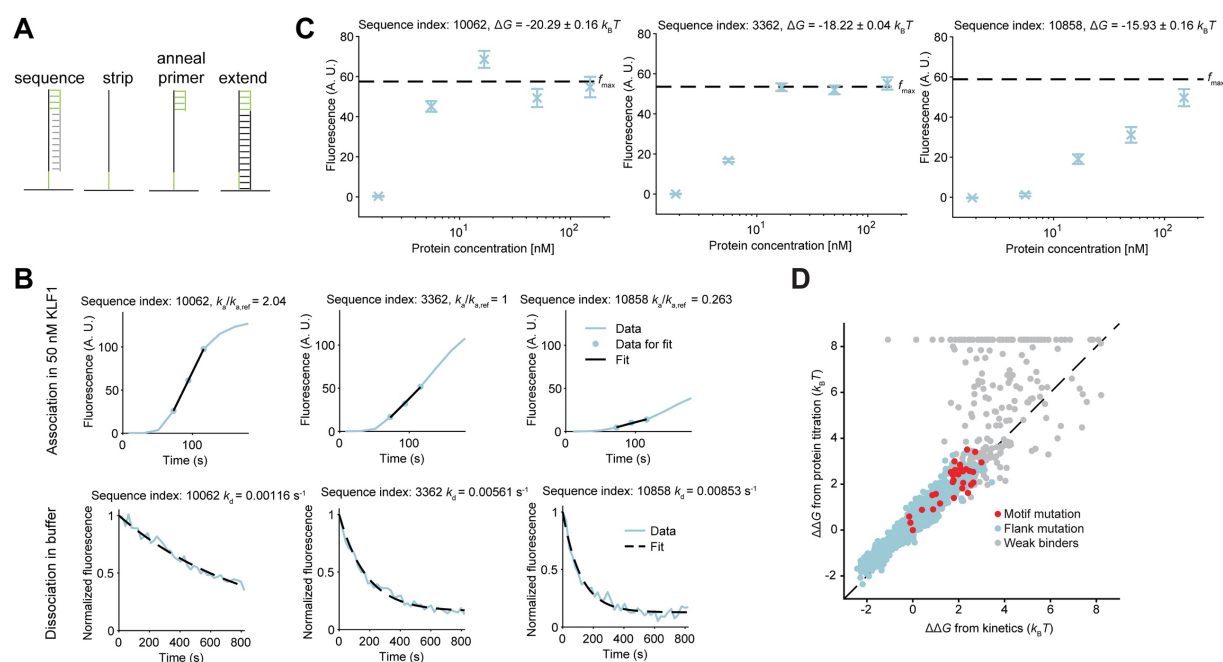 A
sequence
strip
anneal
primer
extend
C
Sequence index: 10062, ΔG = -20.29 ± 0.16 kBT
Fluorescence (A. U.)
80
60
40
20
0
fmax
10¹
10²
Protein concentration [nM]
Sequence index: 3362, ΔG = -18.22 ± 0.04 kBT
Fluorescence (A. U.)
80
60
40
20
0
fmax
10¹
10²
Protein concentration [nM]
Sequence index: 10858, ΔG = -15.93 ± 0.16 kBT
Fluorescence (A. U.)
80
60
40
20
0
fmax
10¹
10²
Protein concentration [nM]
B
Association in 50 nM KLF1
Sequence index: 10062, ka/ka,ref = 2.04
Fluorescence (A. U.)
100
50
0
100
Time (s)
Sequence index: 3362, ka/ka,ref = 1
Fluorescence (A. U.)
100
50
0
100
Time (s)
Sequence index: 10858 ka/ka,ref = 0.263
Fluorescence (A. U.)
100
50
0
100
Time (s)
Data
Data for fit
Fit
Dissociation in buffer
Sequence index: 10062 kd = 0.00116 s⁻¹
Normalized fluorescence
1
0.5
0
0 200 400 600 800
Time (s)
Sequence index: 3362 kd = 0.00561 s⁻¹
Normalized fluorescence
1
0.5
0
0 200 400 600 800
Time (s)
Sequence index: 10858 kd = 0.00853 s⁻¹
Normalized fluorescence
1
0.5
0
0 200 400 600 800
Time (s)
Data
Fit
D
ΔΔG from protein titration (kBT)
8
6
4
2
0
-2
-2 0 2 4 6 8
ΔΔG from kinetics (kBT)
Motif mutation
Flank mutation
Weak binders